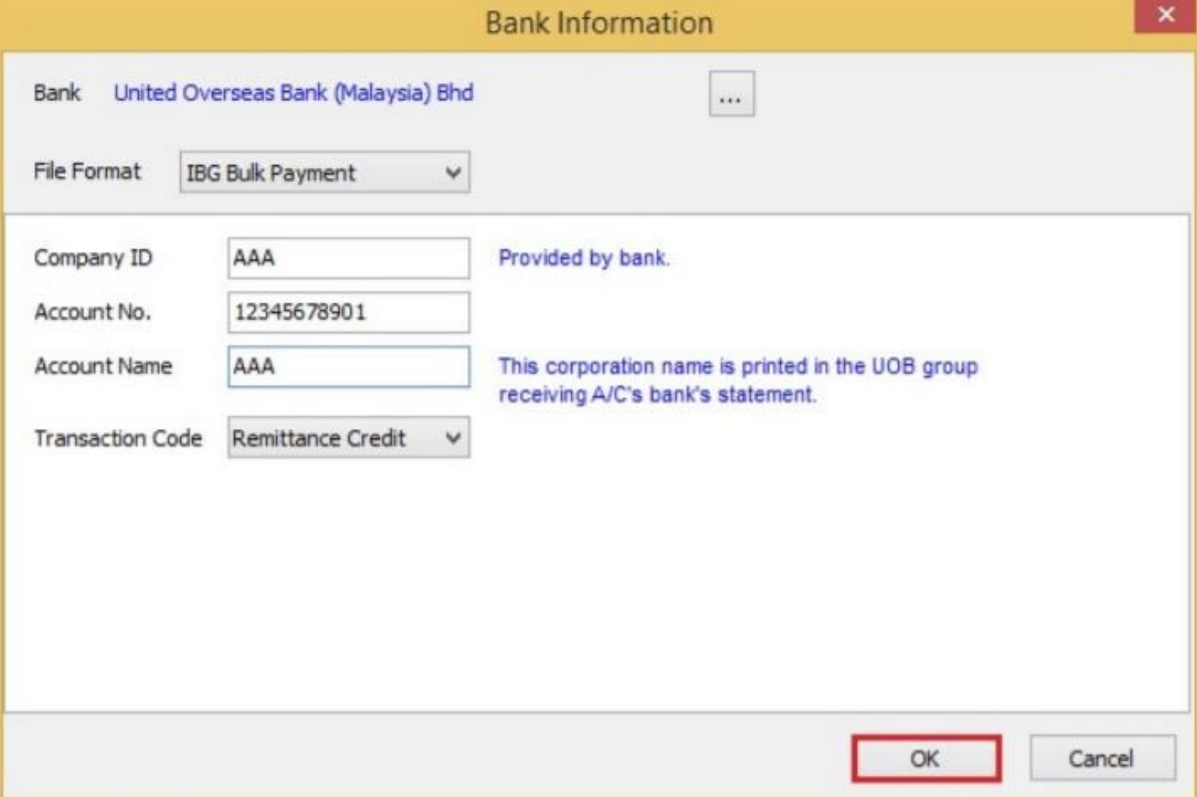 Bank Information
Bank United Overseas Bank (Malaysia) Bhd ...
File Format IBG Bulk Payment
Company ID AAA Provided by bank.
Account No. 12345678901
Account Name AAA This corporation name is printed in the UOB group
receiving A/C's bank's statement.
Transaction Code Remittance Credit
OK Cancel